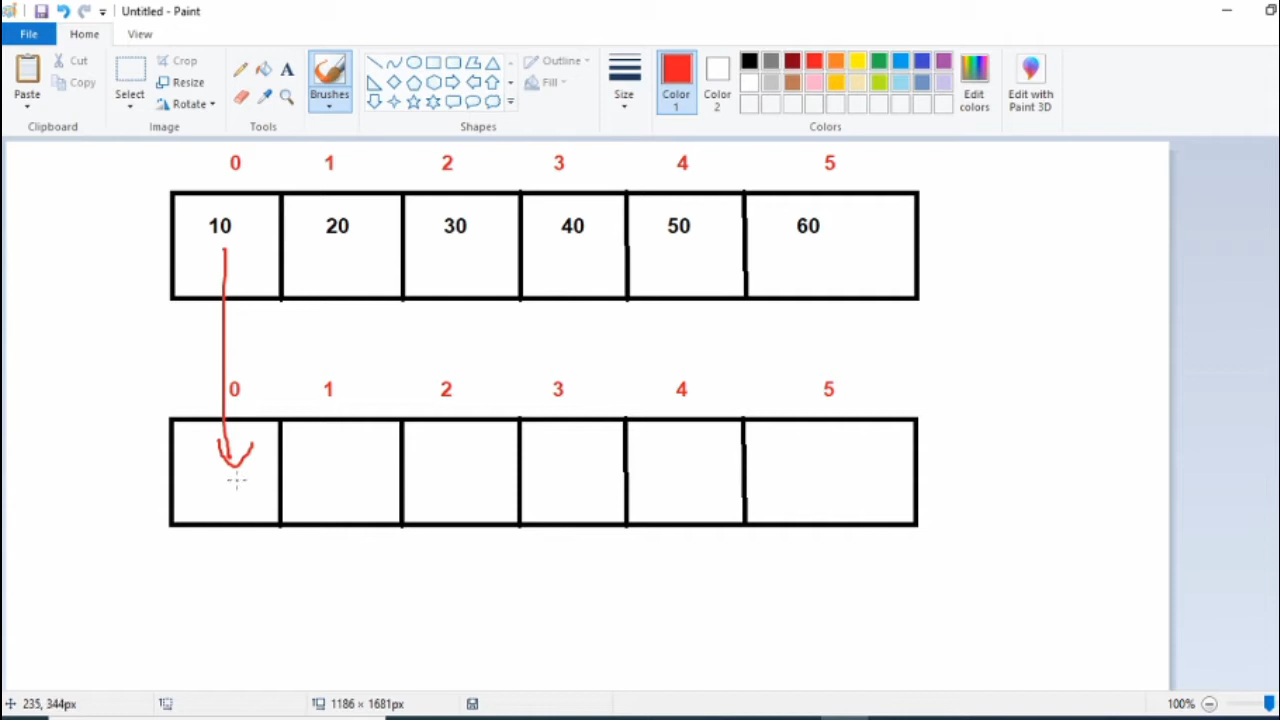 Untitled - Paint
File Home View
Paste Cut Copy Select Crop Resize Rotate A Brushes Outline Fill Size Color 1 Color 2 Edit colors Edit with Paint 3D
Clipboard Image Tools Shapes Colors
0 1 2 3 4 5
10 20 30 40 50 60
0 1 2 3 4 5
235, 344px 1186 × 1681px 100%